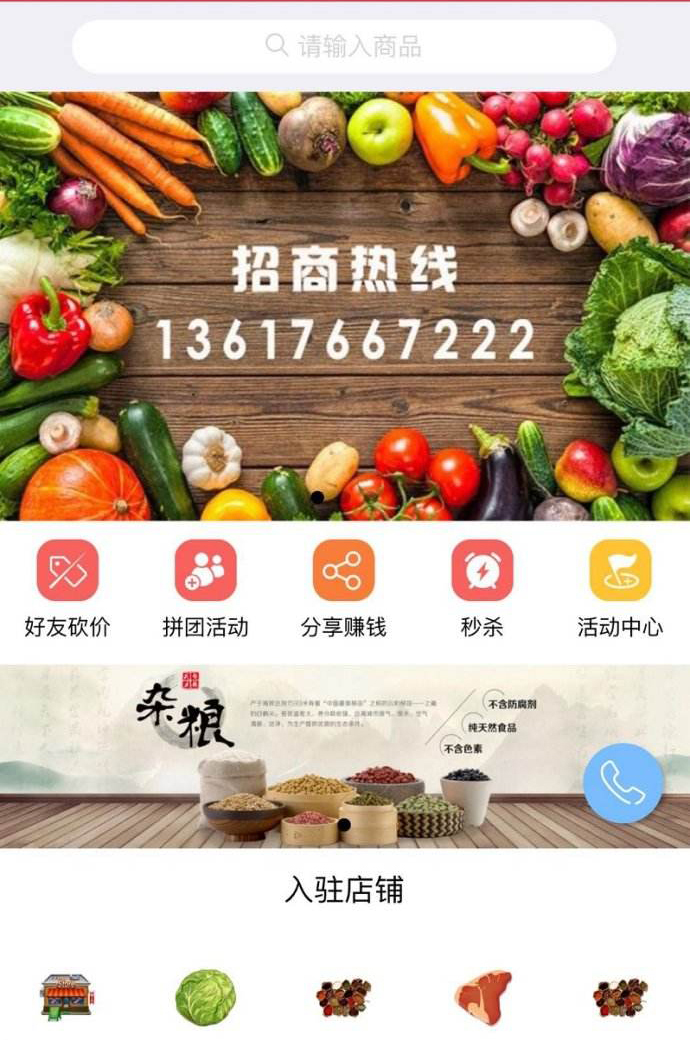 请输入商品
招商热线
13617667222
好友砍价
拼团活动
分享赚钱
秒杀
活动中心
杂粮
不含防腐剂
纯天然食品
不含色素
入驻店铺